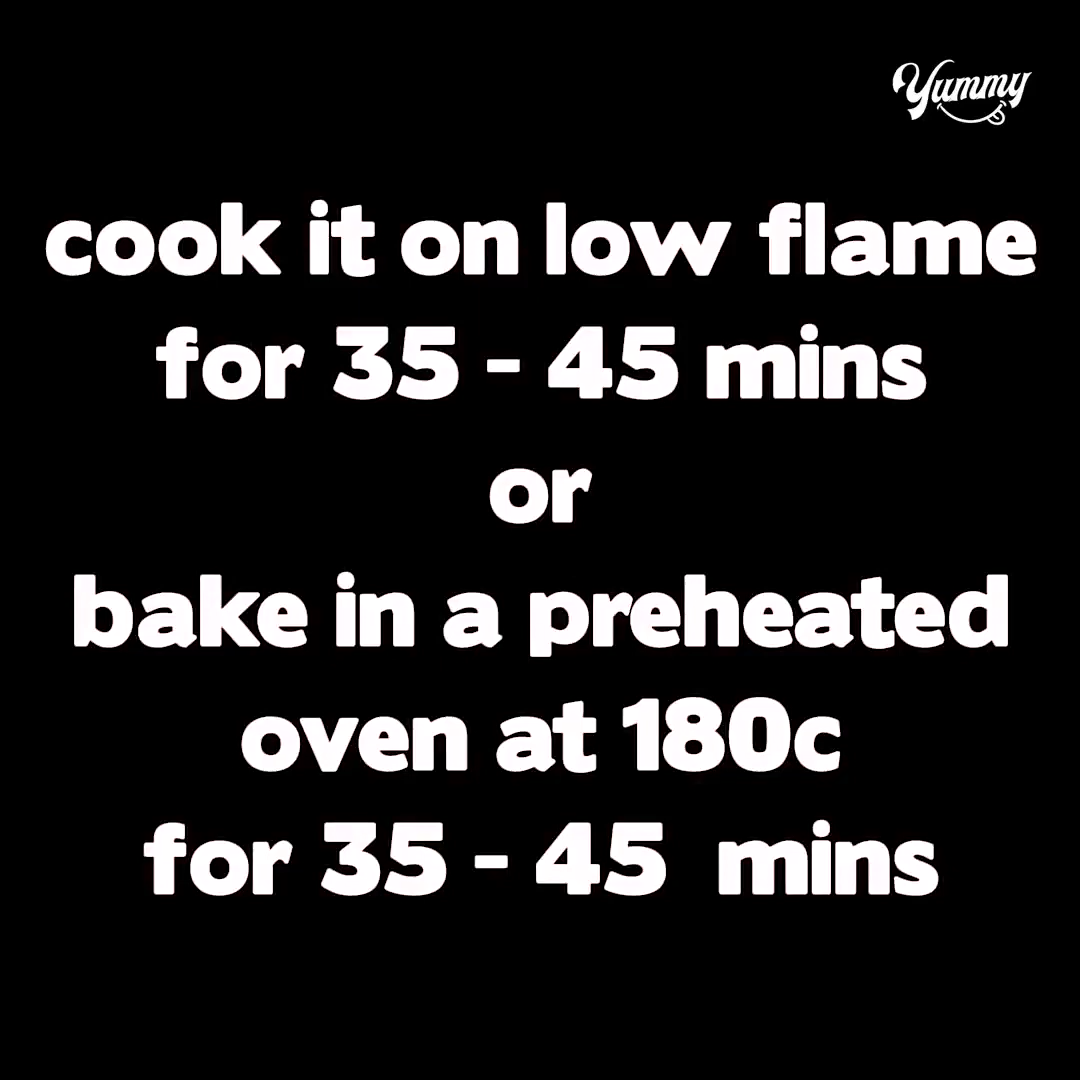 Yummy
cook it on low flame
for 35 - 45 mins
or
bake in a preheated
oven at 180c
for 35 - 45 mins